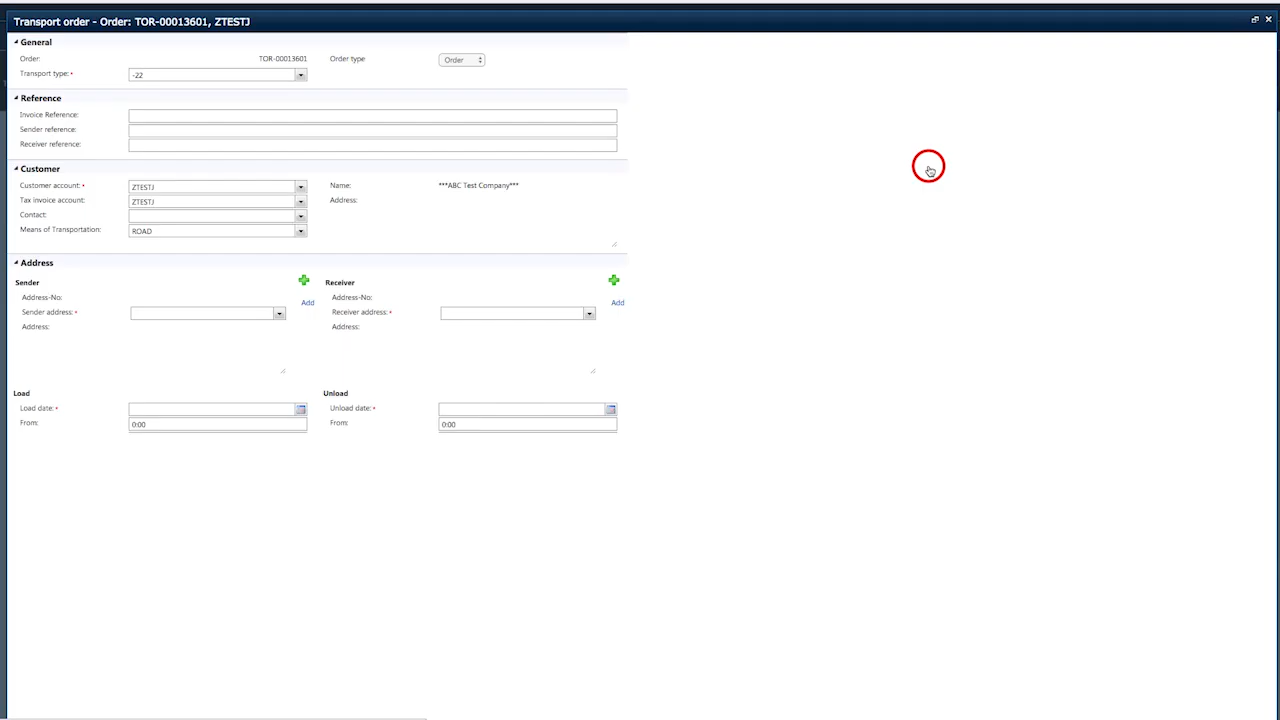 Transport order - Order: TOR-00013601, ZTESTJ
General
Order: TOR-00013601 Order type Order
Transport type: • -22
Reference
Invoice Reference:
Sender reference:
Receiver reference:
Customer
Customer account: • ZTESTJ Name: ***ABC Test Company***
Tax invoice account: ZTESTJ Address:
Contact:
Means of Transportation: ROAD
Address
Sender Receiver
Address-No: Add Address-No: Add
Sender address: • Receiver address: •
Address: Address:
Load Unload
Load date: • Unload date: •
From: 0:00 From: 0:00